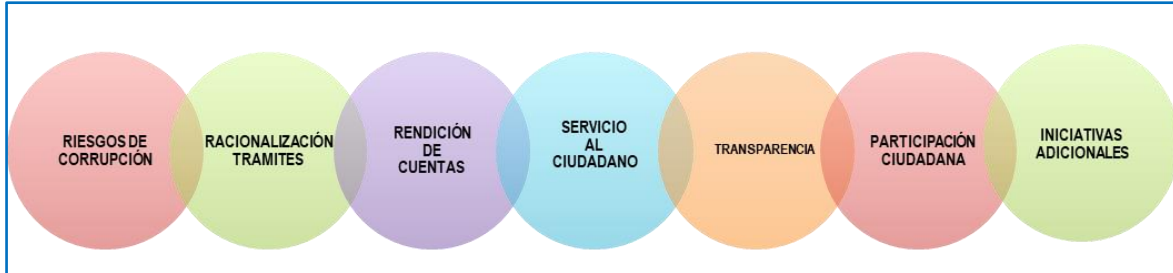 RIESGOS DE
CORRUPCIÓN
RACIONALIZACIÓN
TRAMITES
RENDICIÓN
DE
CUENTAS
SERVICIO
AL
CIUDADANO
TRANSPARENCIA
PARTICIPACIÓN
CIUDADANA
INICIATIVAS
ADICIONALES